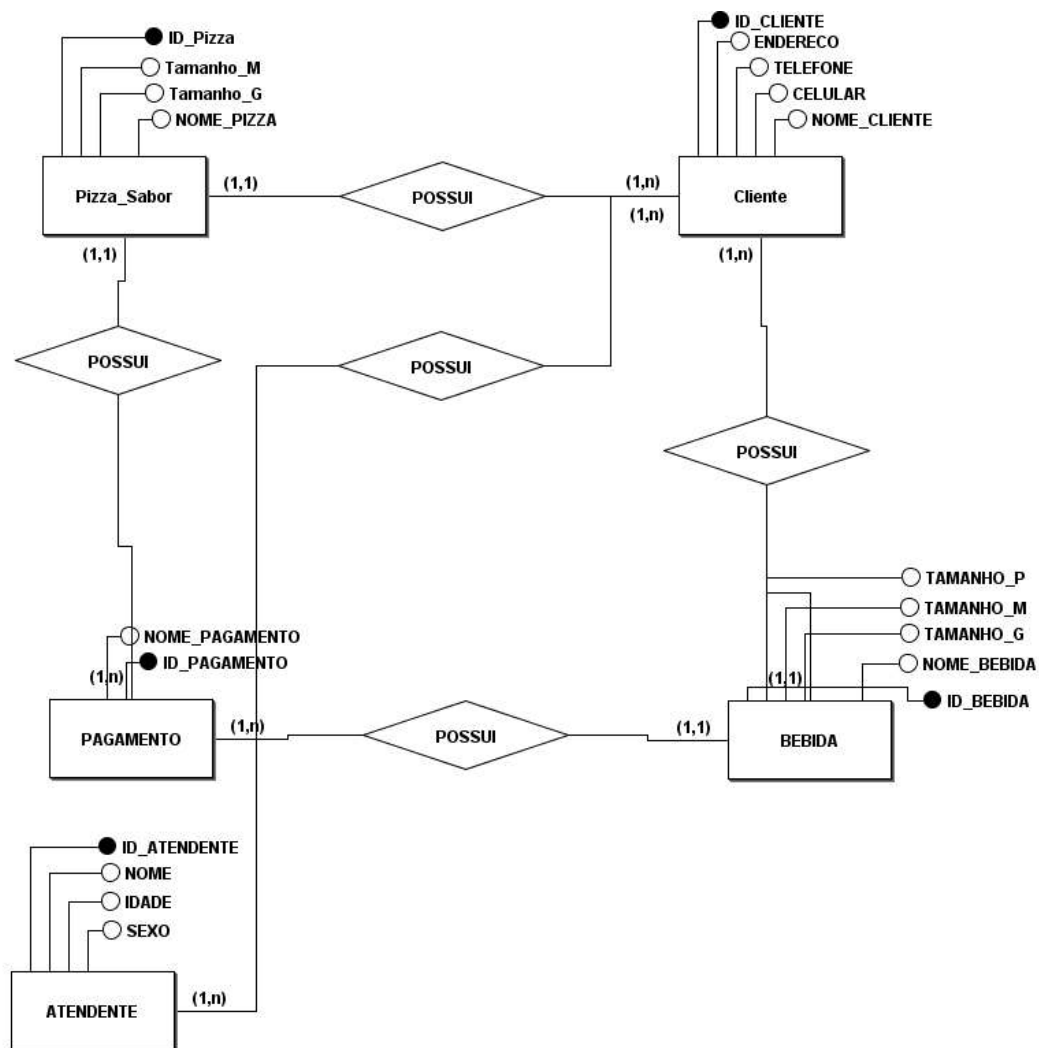 ID_Pizza
Tamanho_M
Tamanho_G
NOME_PIZZA
Pizza_Sabor
(1,1)
POSSUI
(1,n)
(1,n)
ID_CLIENTE
ENDERECO
TELEFONE
CELULAR
NOME_CLIENTE
Cliente
(1,1)
(1,n)
POSSUI
POSSUI
POSSUI
TAMANHO_P
TAMANHO_M
TAMANHO_G
NOME_BEBIDA
ID_BEBIDA
(1,1)
BEBIDA
NOME_PAGAMENTO
ID_PAGAMENTO
(1,n)
PAGAMENTO
(1,n)
POSSUI
(1,1)
ID_ATENDENTE
NOME
IDADE
SEXO
ATENDENTE
(1,n)